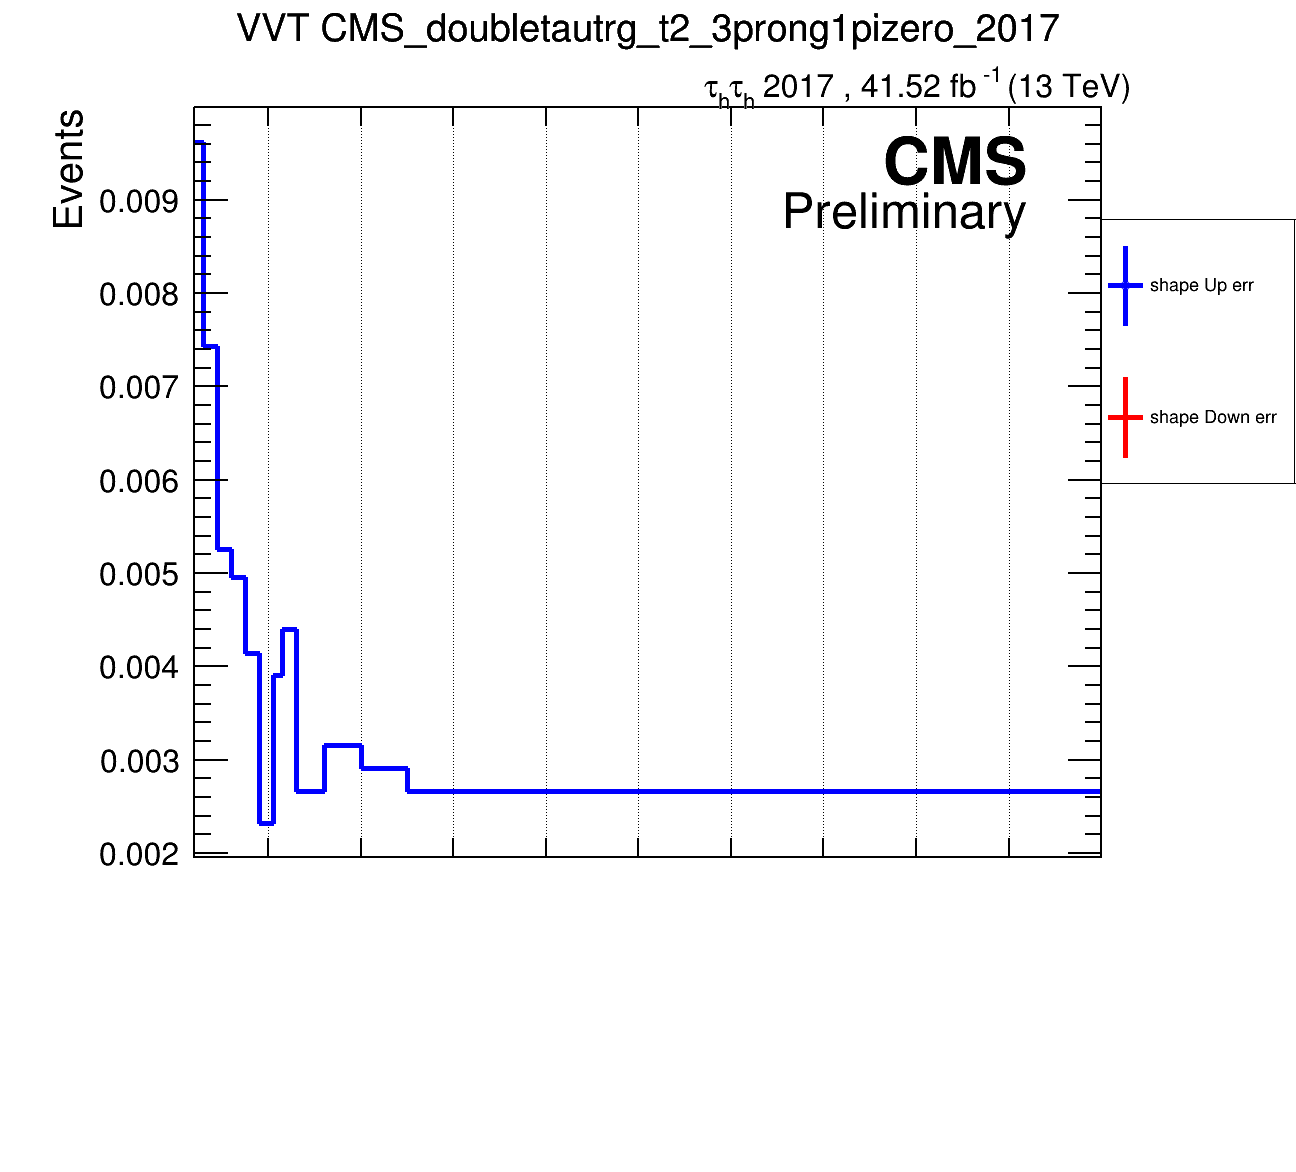 VVT CMS_doubletautrg_t2_3prong1pizero_2017
τhτh 2017 , 41.52 fb -1 (13 TeV)
Events
CMS
Preliminary
0.009
0.008
0.007
0.006
0.005
0.004
0.003
0.002
shape Up err
shape Down err